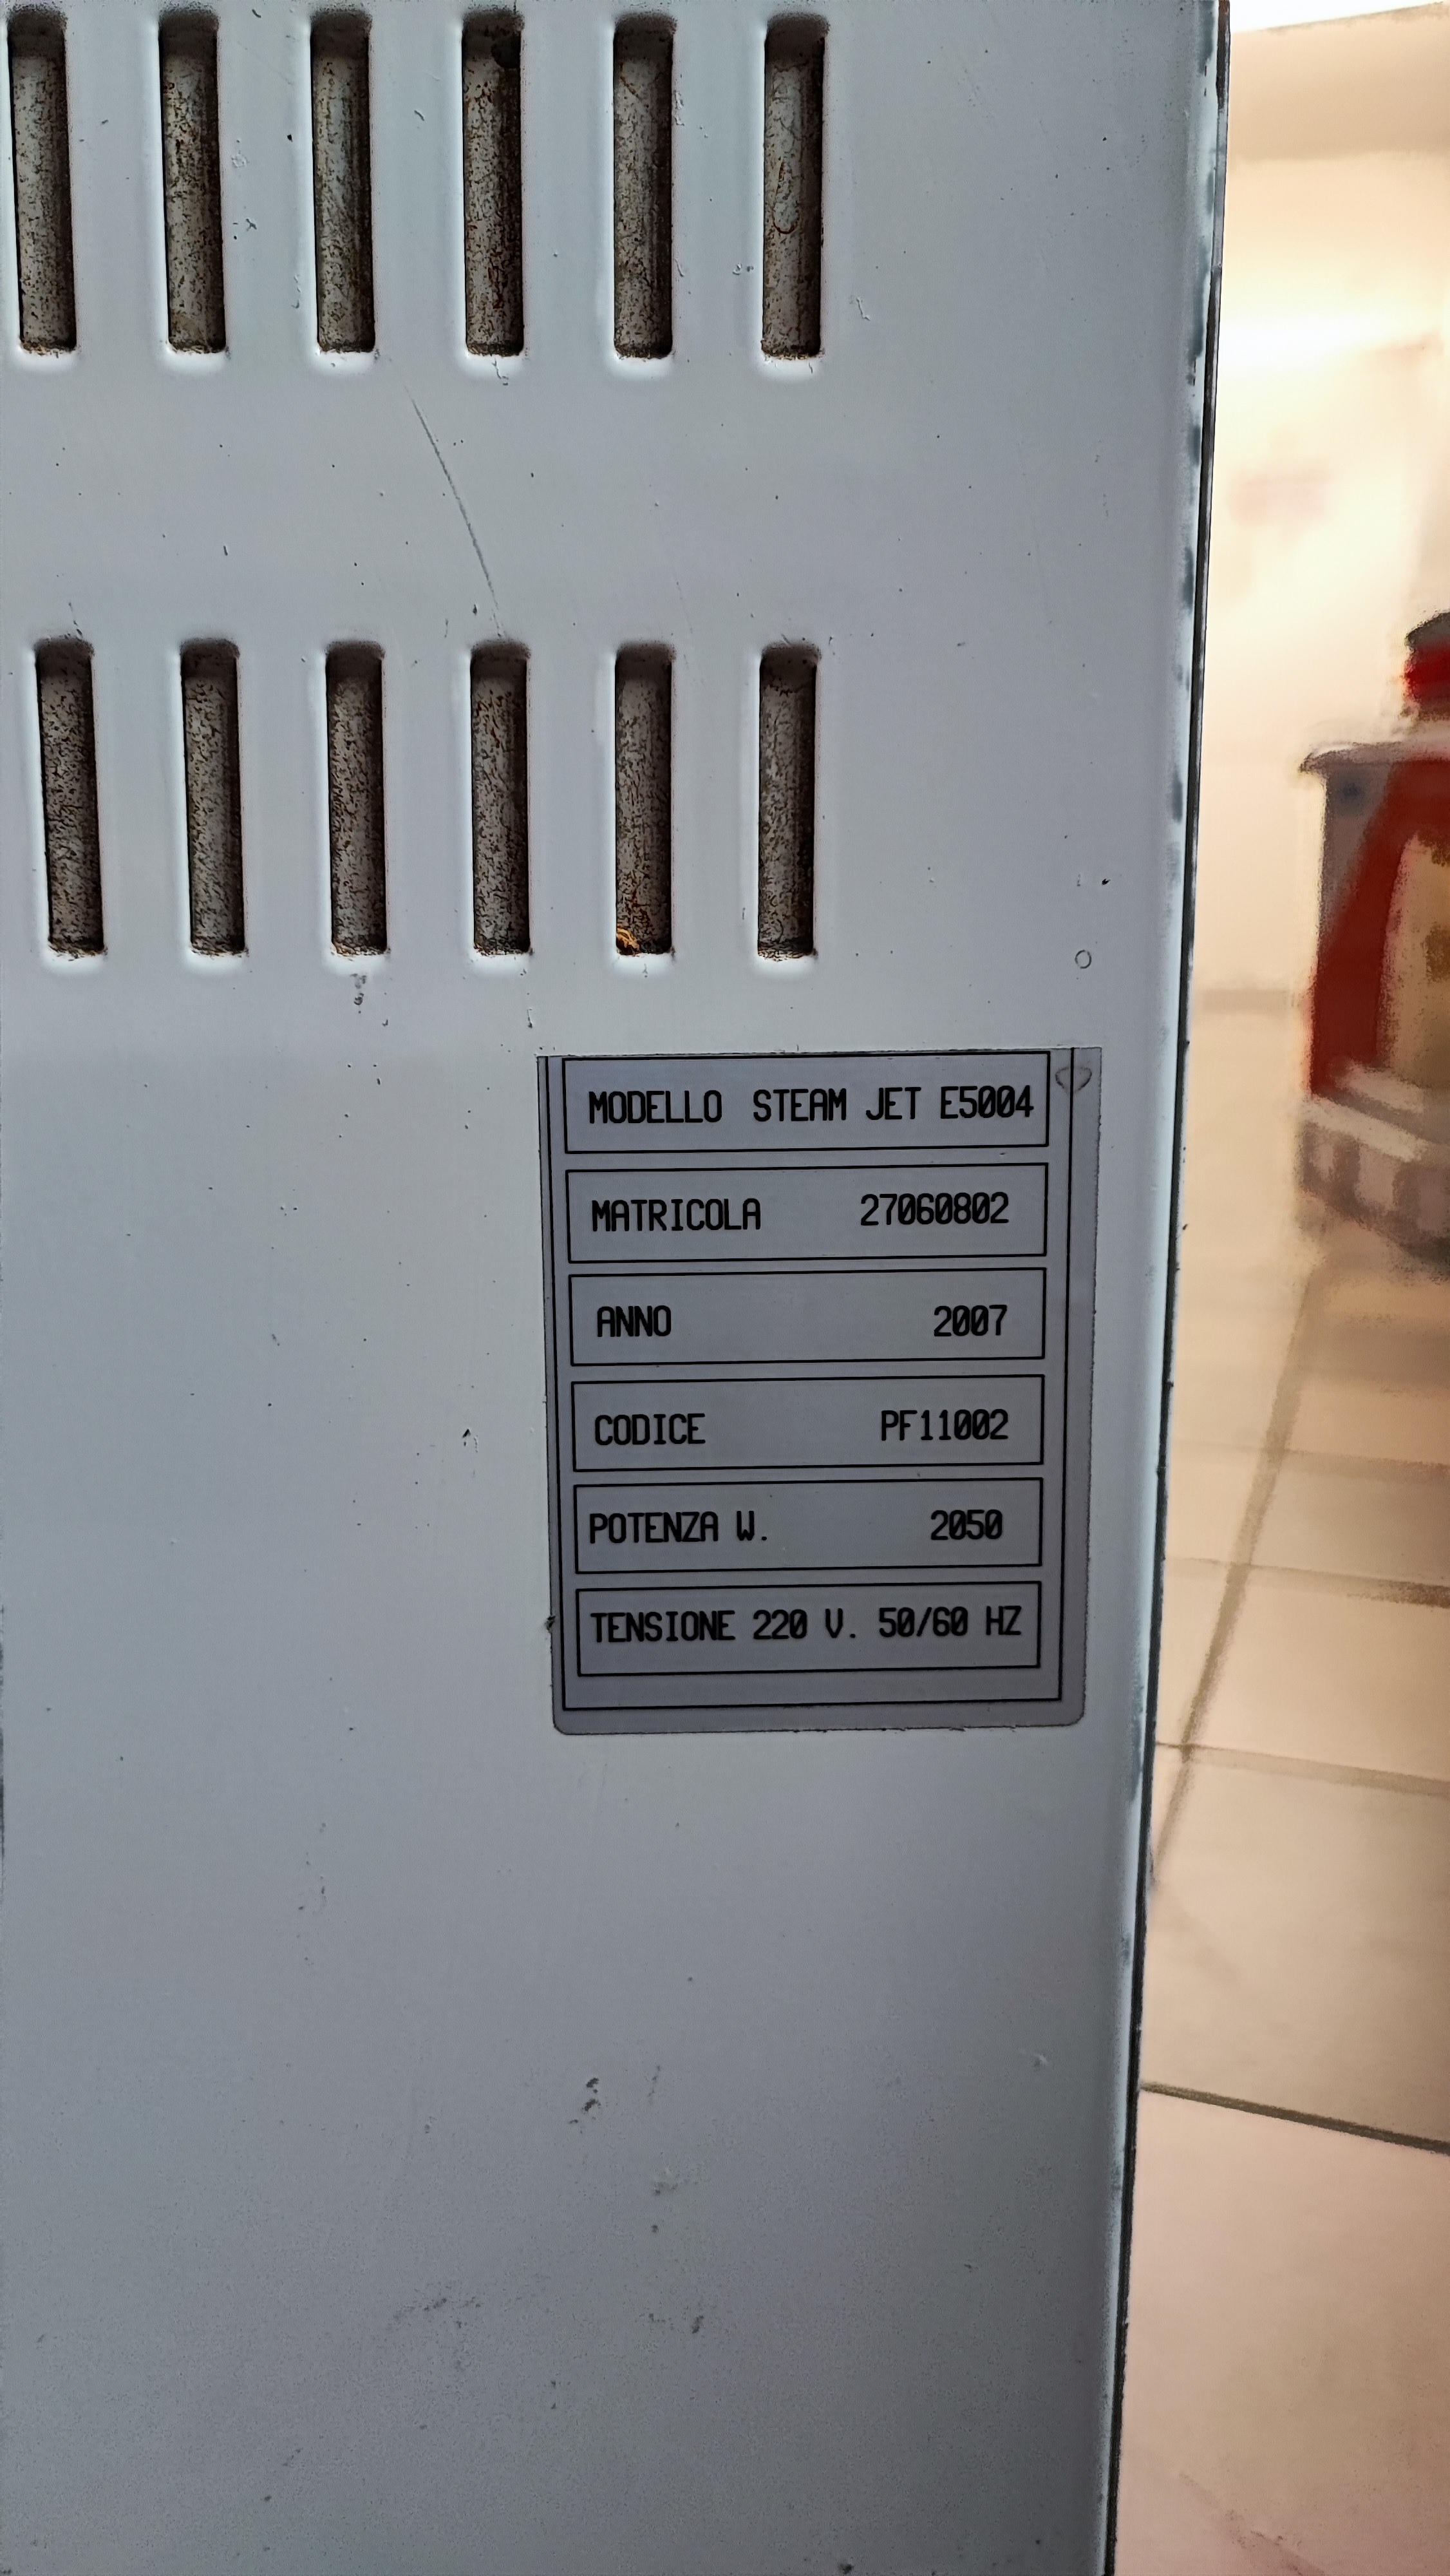 MODELLO STEAM JET E5004
MATRICOLA 27060802
ANNO 2007
CODICE PF11002
POTENZA W. 2050
TENSIONE 220 V. 50/60 HZ